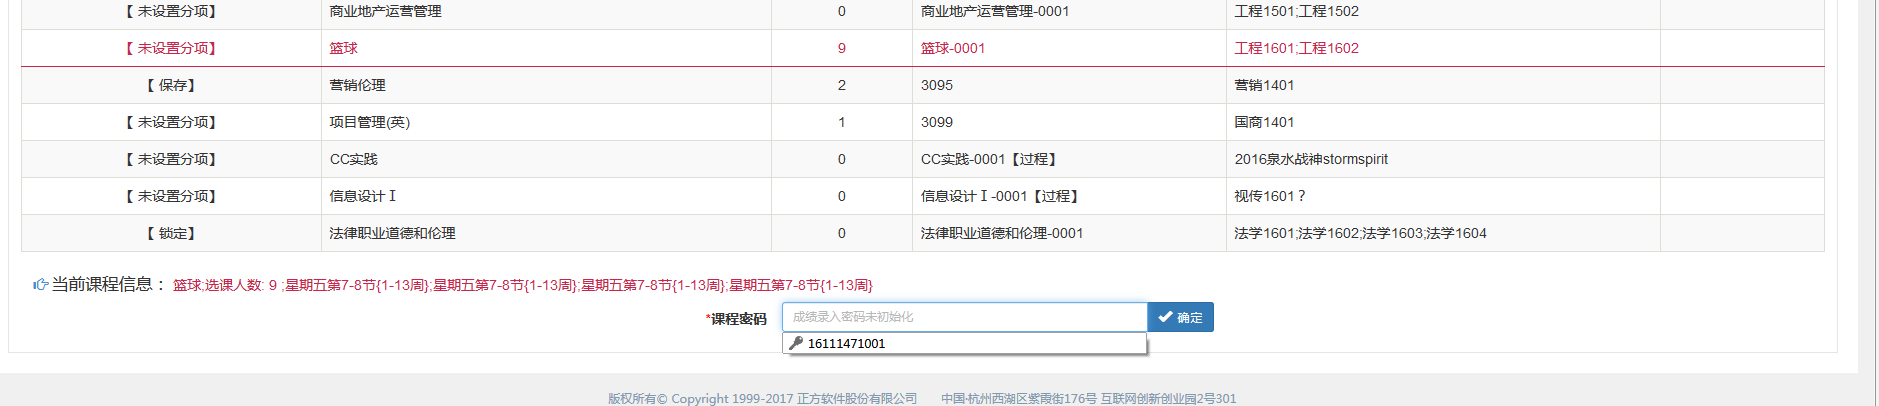 【 未设置分项】 商业地产运营管理 0 商业地产运营管理-0001 工程1501;工程1502
【 未设置分项】 篮球 9 篮球-0001 工程1601;工程1602
【 保存】 营销伦理 2 3095 营销1401
【 未设置分项】 项目管理(英) 1 3099 国商1401
【 未设置分项】 CC实践 0 CC实践-0001【过程】 2016泉水战神stormspirit
【 未设置分项】 信息设计Ⅰ 0 信息设计Ⅰ-0001【过程】 视传1601？
【 锁定】 法律职业道德和伦理 0 法律职业道德和伦理-0001 法学1601;法学1602;法学1603;法学1604
当前课程信息： 篮球;选课人数: 9 ;星期五第7-8节{1-13周};星期五第7-8节{1-13周};星期五第7-8节{1-13周};星期五第7-8节{1-13周}
*课程密码 成绩录入密码未初始化 确定
16111471001
版权所有© Copyright 1999-2017 正方软件股份有限公司 中国·杭州西湖区紫霞街176号 互联网创新创业园2号301